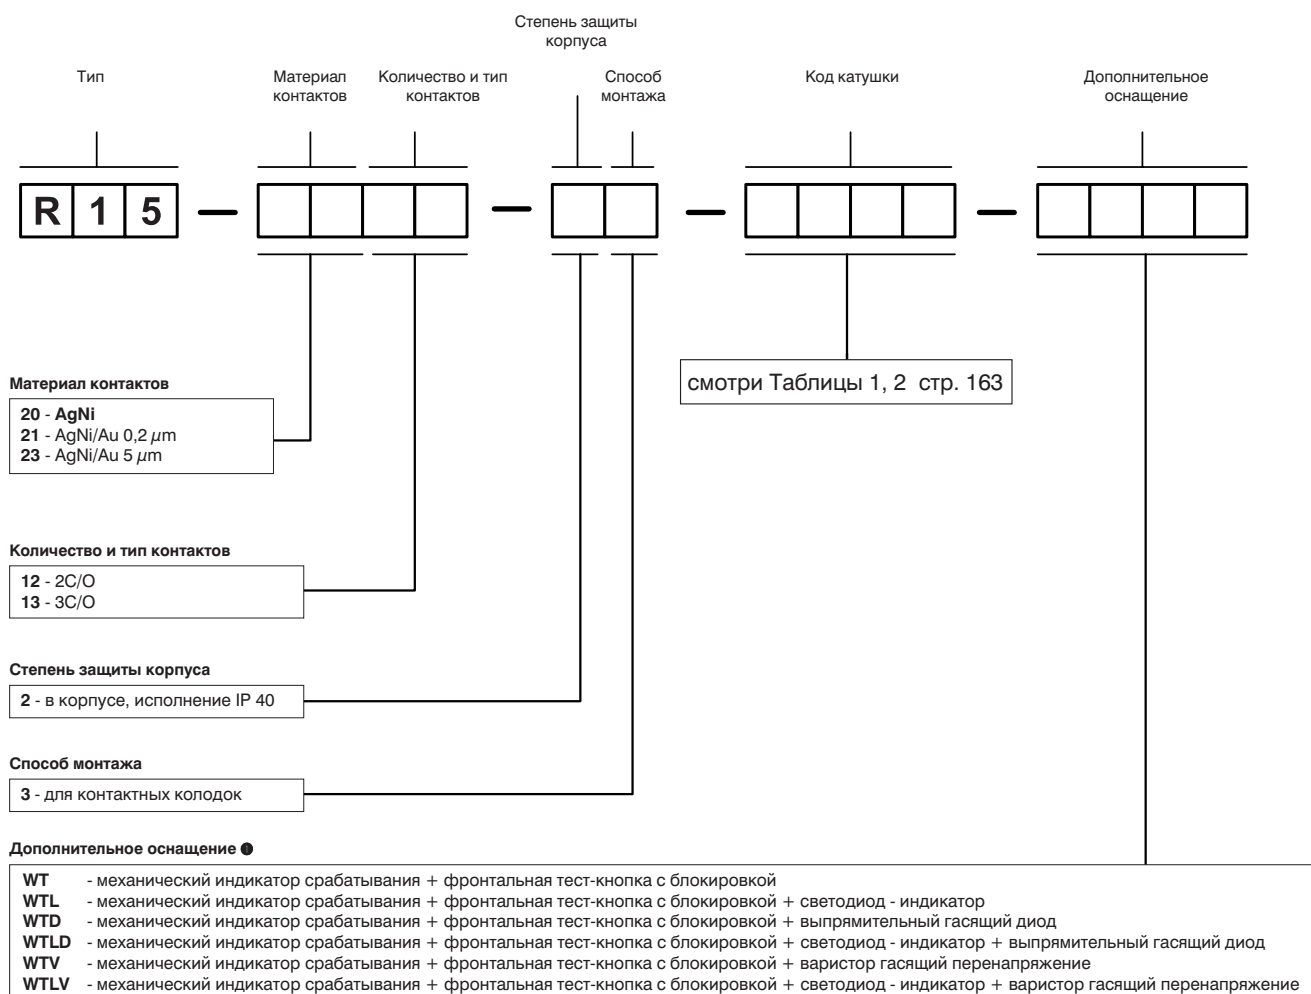 Степень защиты
корпуса
Тип
Материал
контактов
Количество и тип
контактов
Способ
монтажа
Код катушки
Дополнительное
оснащение
R 1 5 – – – –
смотри Таблицы 1, 2 стр. 163
Материал контактов
20 - AgNi
21 - AgNi/Au 0,2 µm
23 - AgNi/Au 5 µm
Количество и тип контактов
12 - 2C/O
13 - 3C/O
Степень защиты корпуса
2 - в корпусе, исполнение IP 40
Способ монтажа
3 - для контактных колодок
Дополнительное оснащение ❶
WT - механический индикатор срабатывания + фронтальная тест-кнопка с блокировкой
WTL - механический индикатор срабатывания + фронтальная тест-кнопка с блокировкой + светодиод - индикатор
WTD - механический индикатор срабатывания + фронтальная тест-кнопка с блокировкой + выпрямительный гасящий диод
WTLD - механический индикатор срабатывания + фронтальная тест-кнопка с блокировкой + светодиод - индикатор + выпрямительный гасящий диод
WTV - механический индикатор срабатывания + фронтальная тест-кнопка с блокировкой + варистор гасящий перенапряжение
WTLV - механический индикатор срабатывания + фронтальная тест-кнопка с блокировкой + светодиод - индикатор + варистор гасящий перенапряжение